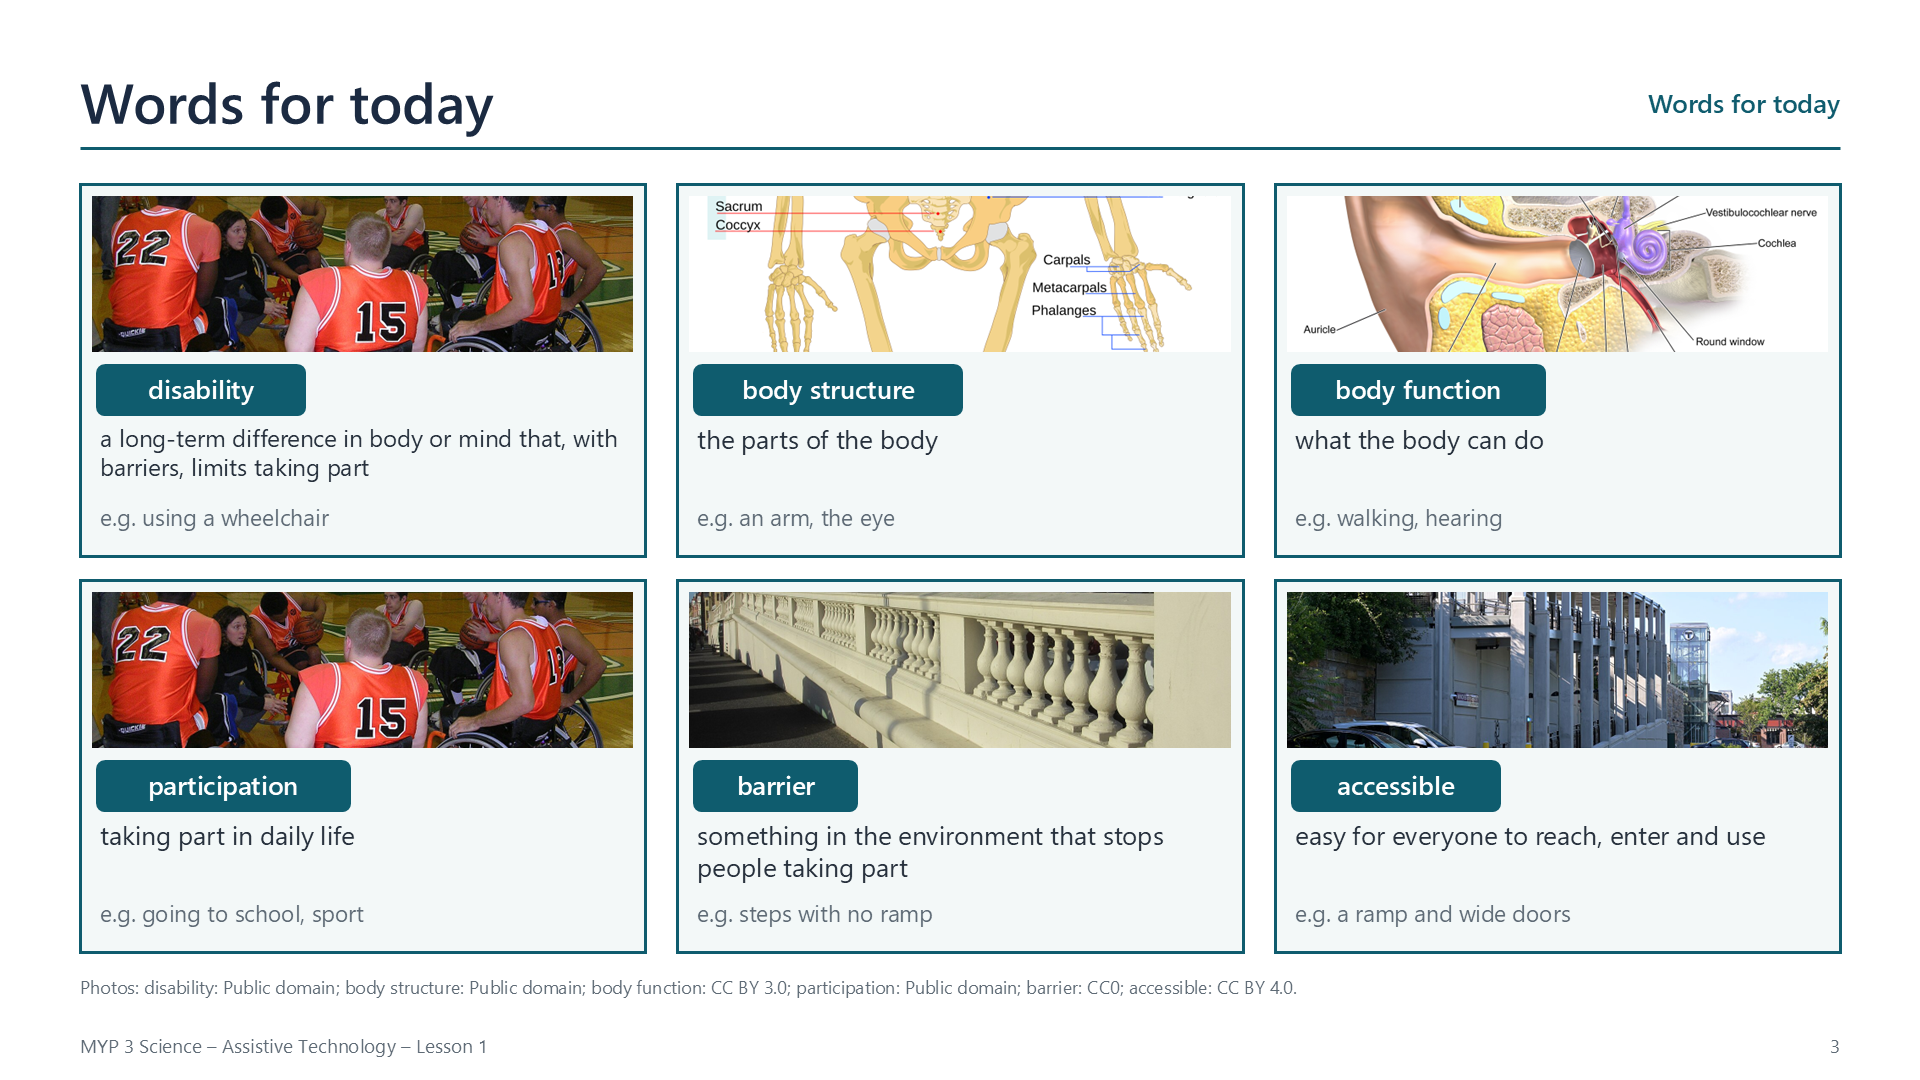 Words for today
Words for today
22
15
13
QUICKIE
Sacrum
Coccyx
Carpals
Metacarpals
Phalanges
Vestibulocochlear nerve
Cochlea
Auricle
Round window
disability
body structure
body function
a long-term difference in body or mind that, with
barriers, limits taking part
the parts of the body
what the body can do
e.g. using a wheelchair
e.g. an arm, the eye
e.g. walking, hearing
22
15
13
QUICKIE
T
participation
barrier
accessible
taking part in daily life
something in the environment that stops
people taking part
easy for everyone to reach, enter and use
e.g. going to school, sport
e.g. steps with no ramp
e.g. a ramp and wide doors
Photos: disability: Public domain; body structure: Public domain; body function: CC BY 3.0; participation: Public domain; barrier: CC0; accessible: CC BY 4.0.
MYP 3 Science – Assistive Technology – Lesson 1
3